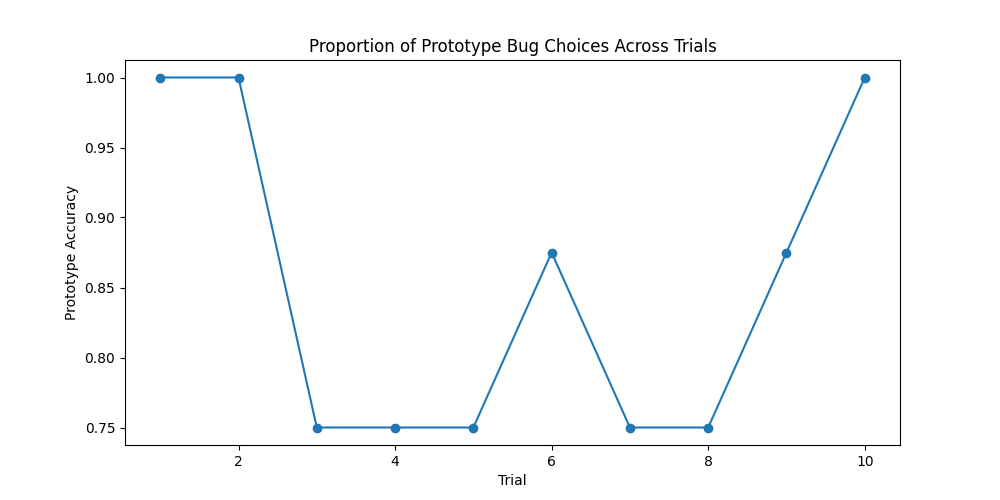 Proportion of Prototype Bug Choices Across Trials
Prototype Accuracy
1.00
0.95
0.90
0.85
0.80
0.75
2 4 6 8 10
Trial